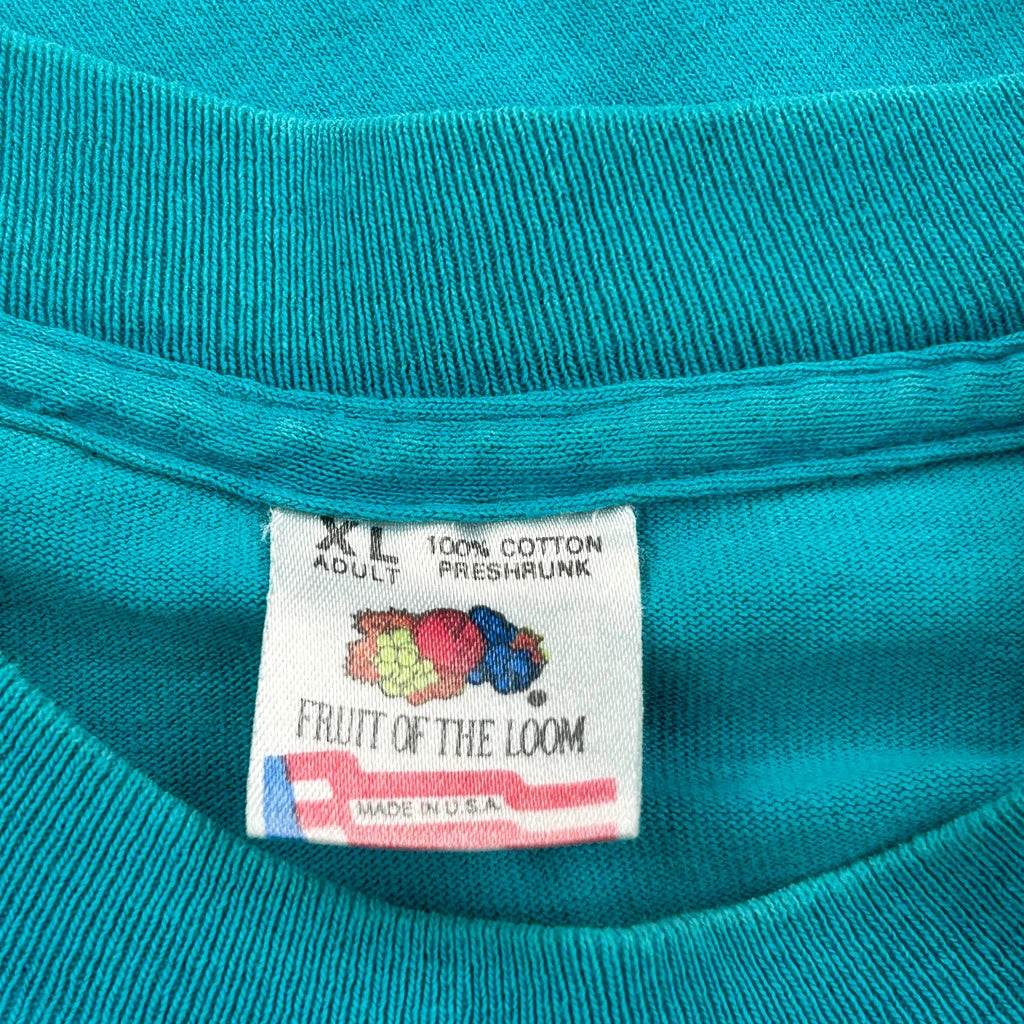 XL 100% COTTON
ADULT PRESHRUNK
FRUIT OF THE LOOM
MADE IN U.S.A.